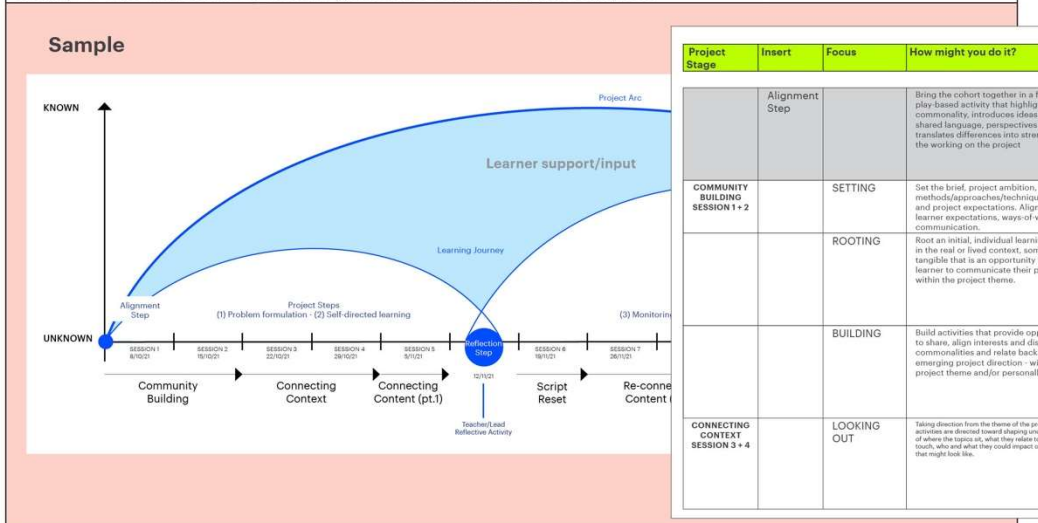 Sample
KNOWN
Project Arc
Learner support/input
Learning Journey
Alignment
Step
Project Steps
(1) Problem formulation - (2) Self-directed learning
(3) Monitorin
UNKNOWN
SESSION 1
8/10/21
SESSION 2
15/10/21
SESSION 3
22/10/21
SESSION 4
29/10/21
SESSION 5
5/11/21
Reflection
Step
12/11/21
SESSION 6
19/11/21
SESSION 7
26/11/21
Community
Building
Connecting
Context
Connecting
Content (pt.1)
Script
Reset
Re-conne
Content (
Teacher/Lead
Reflective Activity
Project
Stage
Insert
Focus
How might you do it?
Alignment
Step
Bring the cohort together in a f
play-based activity that highlig
commonality, introduces ideas
shared language, perspectives
translates differences into stren
the working on the project
COMMUNITY
BUILDING
SESSION 1 + 2
SETTING
Set the brief, project ambition,
methods/approaches/techniqu
and project expectations. Align
learner expectations, ways-of-w
communication.
ROOTING
Root an initial, individual learni
in the real or lived context, som
tangible that is an opportunity
learner to communicate their p
within the project theme.
BUILDING
Build activities that provide opp
to share, align interests and dis
commonalities and relate back
emerging project direction - wi
project theme and/or personall
CONNECTING
CONTEXT
SESSION 3 + 4
LOOKING
OUT
Taking direction from the theme of the pr
activities are directed toward shaping und
of where the topics sit, what they relate to
touch, who and what they could impact o
that might look like.